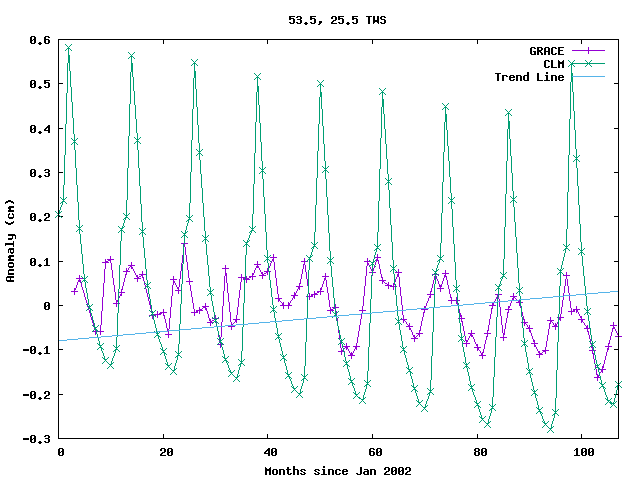 53.5, 25.5 TWS
GRACE
CLM
Trend Line
0.6
0.5
0.4
0.3
0.2
0.1
0
-0.1
-0.2
-0.3
Anomaly (cm)
0 20 40 60 80 100
Months since Jan 2002